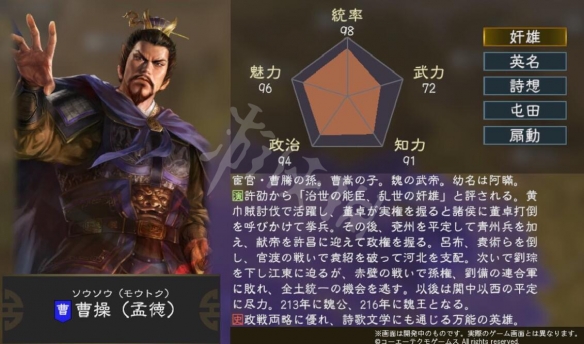 統率
98
魅力
96
武力
72
政治
94
知力
91
奸雄
英名
詩想
屯田
扇動
ソウソウ（モウトク）
曹 曹操（孟徳）
宦官・曹騰の孫。曹嵩の子。魏の武帝。幼名は阿瞞。
演許劭から「治世の能臣、乱世の奸雄」と評される。黄
巾賊討伐で活躍し、董卓が実権を握ると諸侯に董卓打倒
を呼びかけて挙兵。その後、兗州を平定して青州兵を加
え、献帝を許昌に迎えて政権を握る。呂布、袁術らを倒
し、官渡の戦いで袁紹を破って河北を支配。次いで劉琮
を下し江東に迫るが、赤壁の戦いで孫権、劉備の連合軍
に敗れ、全土統一の機会を逃す。以後は関中以西の平定
に尽力。213年に魏公、216年に魏王となる。
史政戦両略に優れ、詩歌文学にも通じる万能の英雄。
※画面は開発中のものです。実際のゲーム画面とは異なります。
©コーエーテクモゲームス All rights reserved.